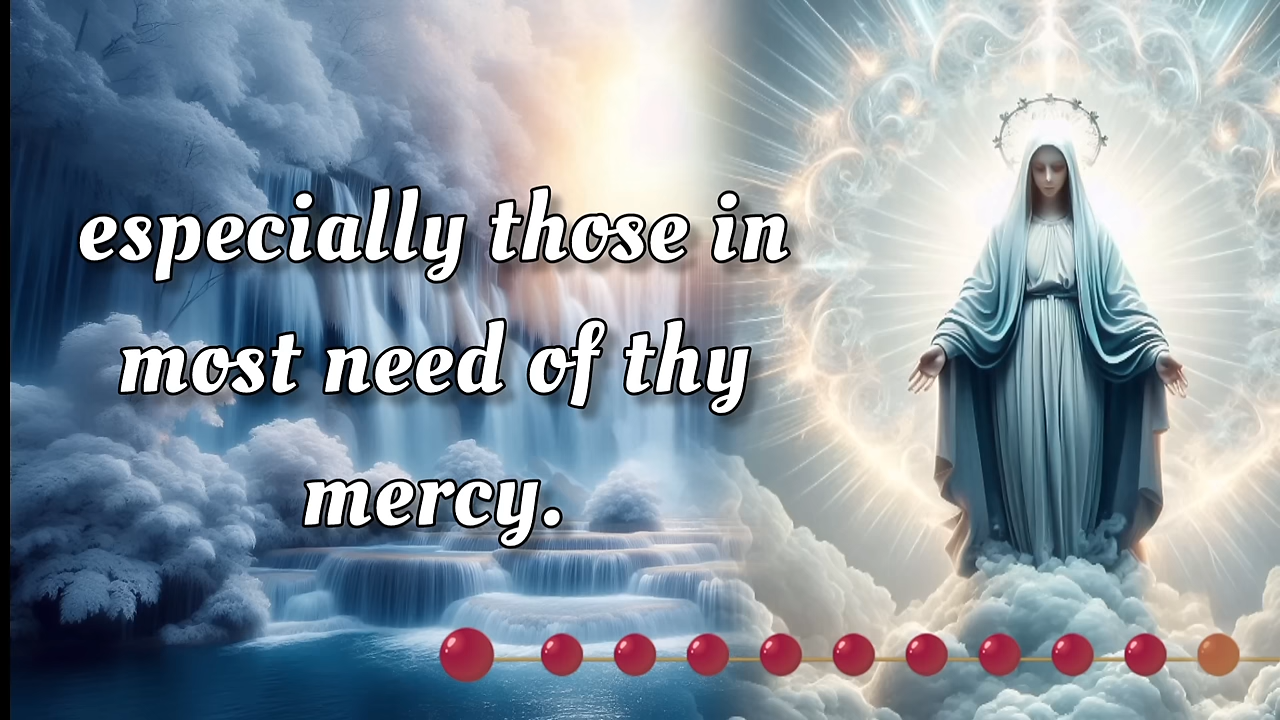 especially those in
most need of thy
mercy.